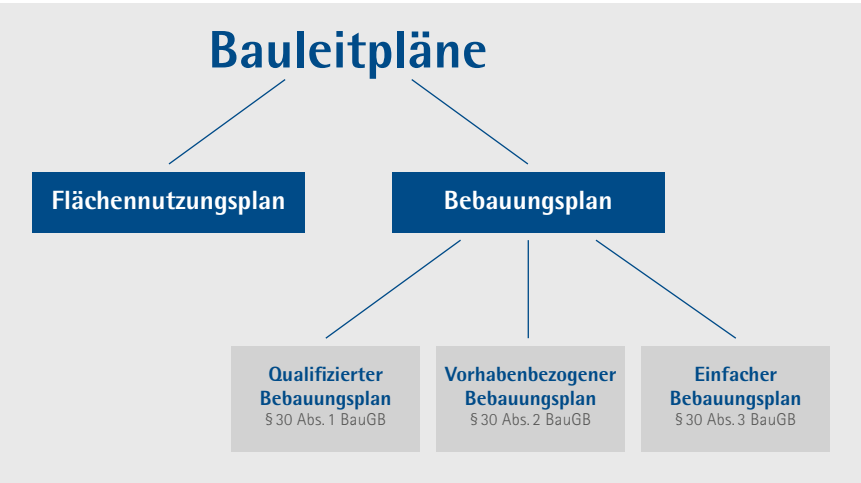 Bauleitpläne
Flächennutzungsplan
Bebauungsplan
Qualifizierter
Bebauungsplan
§ 30 Abs. 1 BauGB
Vorhabenbezogener
Bebauungsplan
§ 30 Abs. 2 BauGB
Einfacher
Bebauungsplan
§ 30 Abs. 3 BauGB